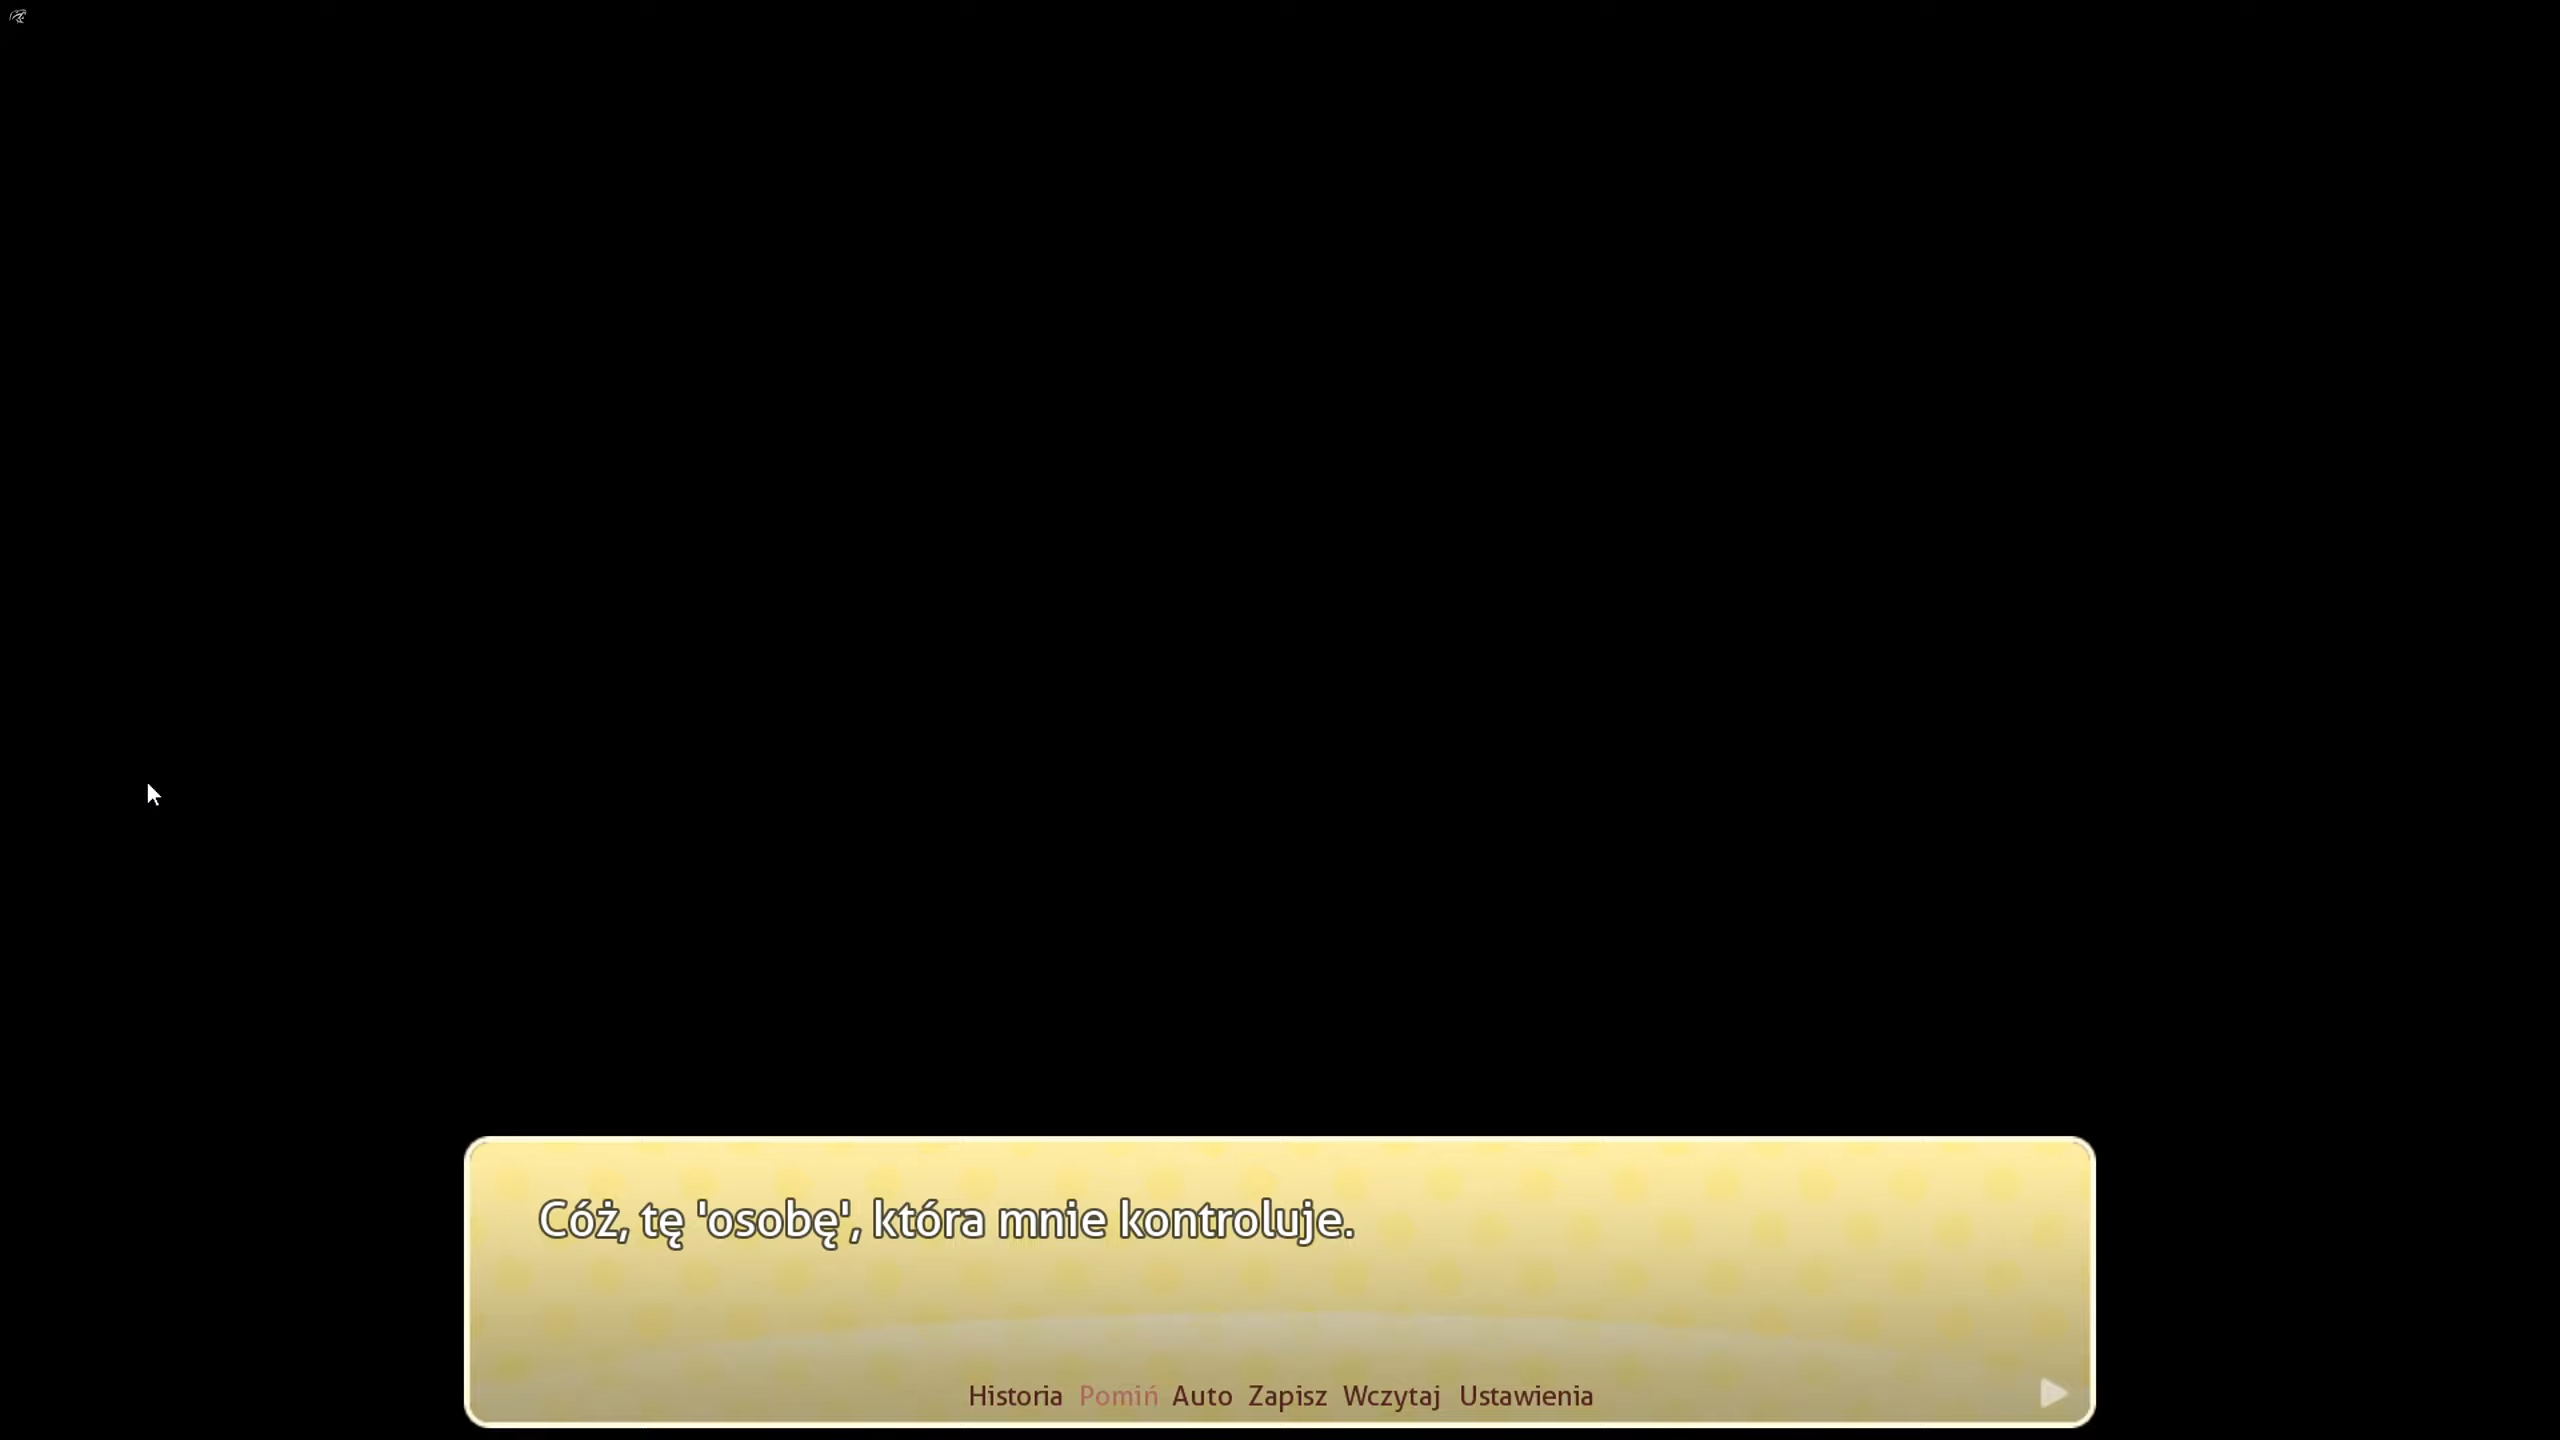 Cóż, tę 'osobę', która mnie kontroluje.
Historia Pomiń Auto Zapisz Wczytaj Ustawienia